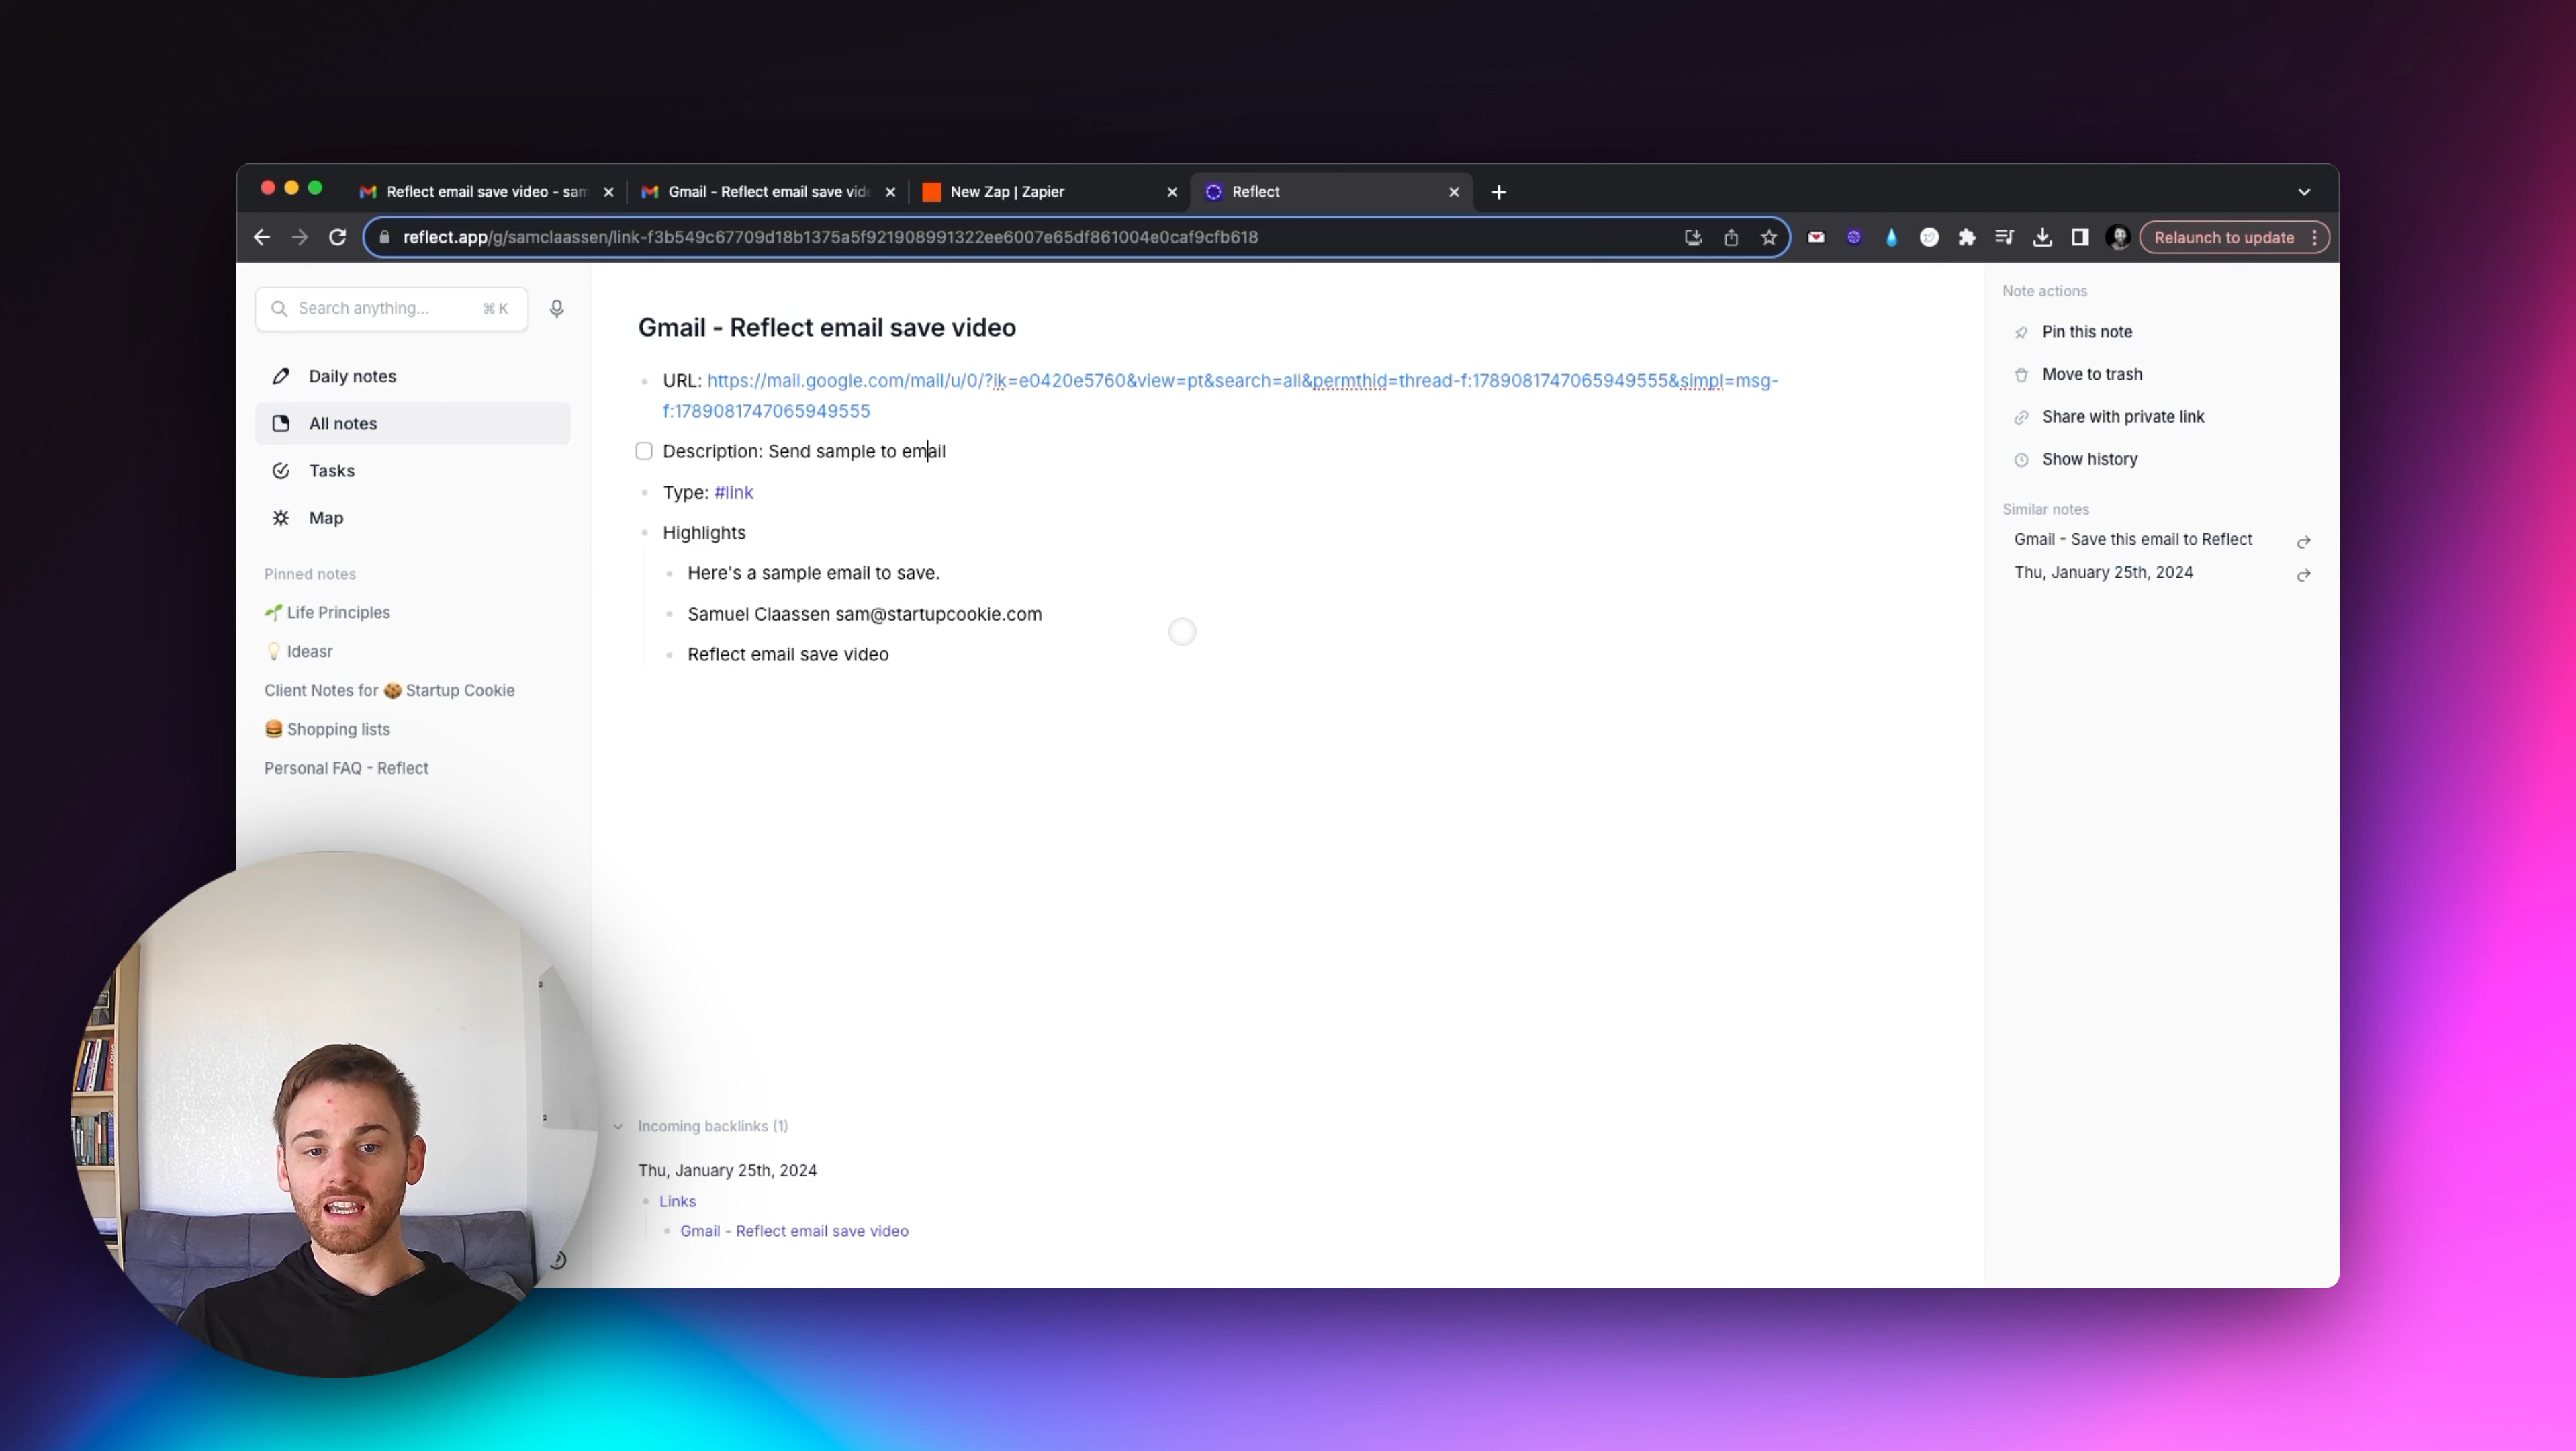 Reflect email save video - sam
Gmail - Reflect email save vide
New Zap | Zapier
Reflect
reflect.app/g/samclaassen/link-f3b549c67709d18b1375a5f921908991322ee6007e65df861004e0caf9cfb618
Relaunch to update
Search anything... ⌘K
Daily notes
All notes
Tasks
Map
Pinned notes
🌱 Life Principles
💡 Ideasr
Client Notes for 🍪 Startup Cookie
🍔 Shopping lists
Personal FAQ - Reflect
Gmail - Reflect email save video
URL: https://mail.google.com/mail/u/0/?ik=e0420e5760&view=pt&search=all&permthid=thread-f:1789081747065949555&simpl=msg-
f:1789081747065949555
Description: Send sample to email
Type: #link
Highlights
Here's a sample email to save.
Samuel Claassen sam@startupcookie.com
Reflect email save video
Incoming backlinks (1)
Thu, January 25th, 2024
Links
Gmail - Reflect email save video
Note actions
Pin this note
Move to trash
Share with private link
Show history
Similar notes
Gmail - Save this email to Reflect
Thu, January 25th, 2024